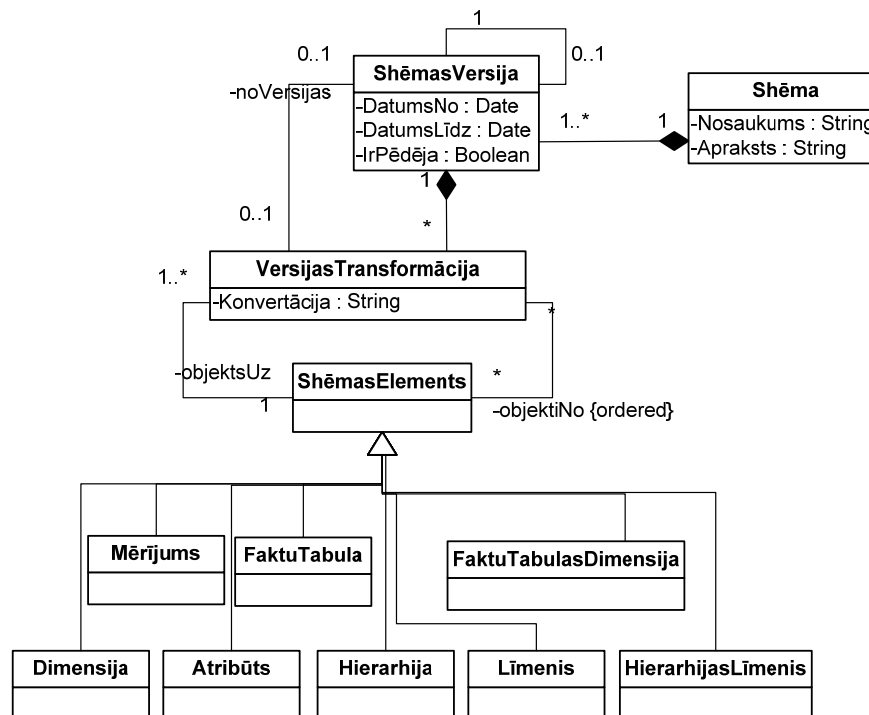 1
0..1
0..1
ShēmasVersija
-noVersijas
-DatumsNo : Date
-DatumsLīdz : Date
-IrPēdēja : Boolean
1..*
1
Shēma
-Nosaukums : String
-Apraksts : String
1
0..1
*
VersijasTransformācija
1..*
-Konvertācija : String
*
-objektsUz
1
ShēmasElements
*
-objektiNo {ordered}
Mērījums
FaktuTabula
FaktuTabulasDimensija
Dimensija
Atribūts
Hierarhija
Līmenis
HierarhijasLīmenis